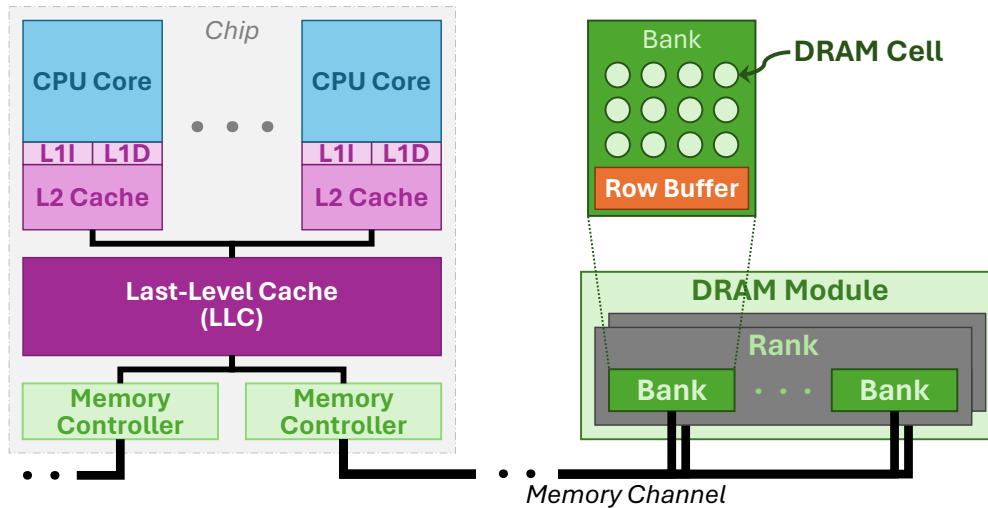 Chip
CPU Core
CPU Core
L1I
L1D
L1I
L1D
L2 Cache
L2 Cache
Last-Level Cache
(LLC)
Memory
Controller
Memory
Controller
Bank
DRAM Cell
Row Buffer
DRAM Module
Rank
Bank
Bank
Memory Channel